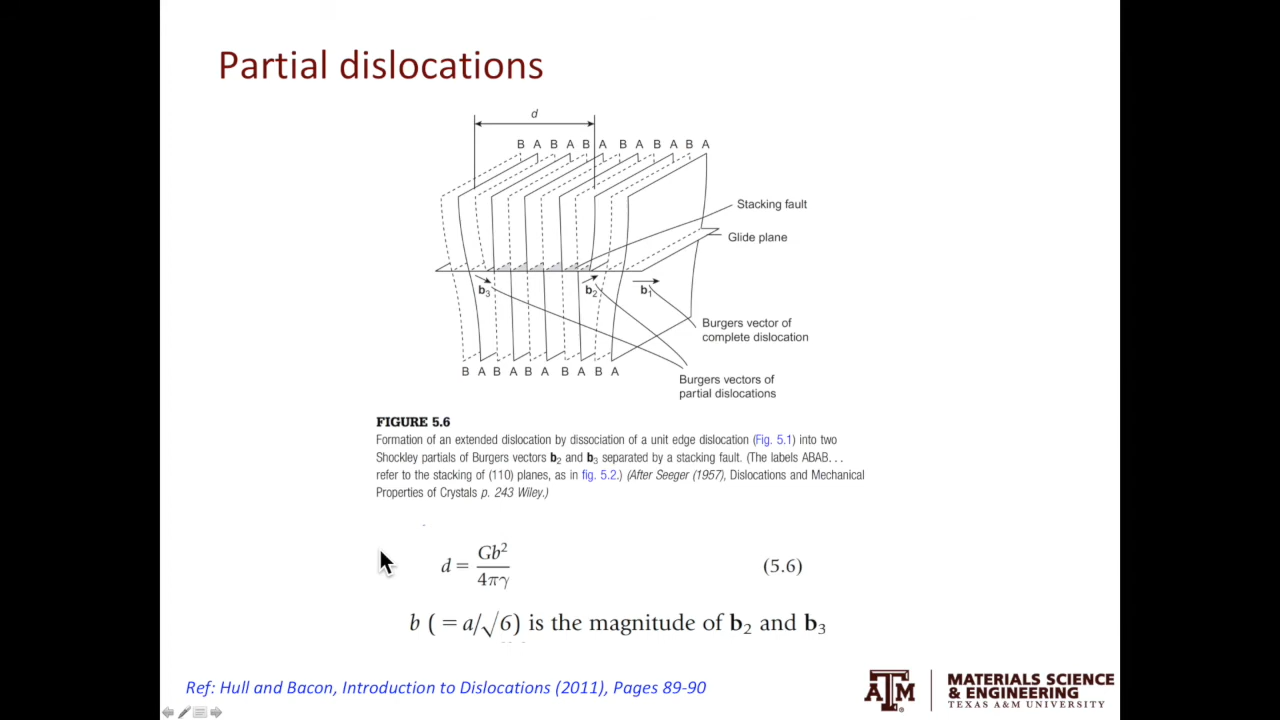 Partial dislocations
d
B A B A B A B A B A B A
Stacking fault
Glide plane
b3 b2 b1
Burgers vector of
complete dislocation
B A B A B A B A B A
Burgers vectors of
partial dislocations
FIGURE 5.6
Formation of an extended dislocation by dissociation of a unit edge dislocation (Fig. 5.1) into two
Shockley partials of Burgers vectors b2 and b3 separated by a stacking fault. (The labels ABAB...
refer to the stacking of (110) planes, as in fig. 5.2.) (After Seeger (1957), Dislocations and Mechanical
Properties of Crystals p. 243 Wiley.)
d = Gb²/4πγ (5.6)
b ( = a/√6) is the magnitude of b2 and b3
Ref: Hull and Bacon, Introduction to Dislocations (2011), Pages 89-90
ATM
MATERIALS SCIENCE
& ENGINEERING
TEXAS A&M UNIVERSITY